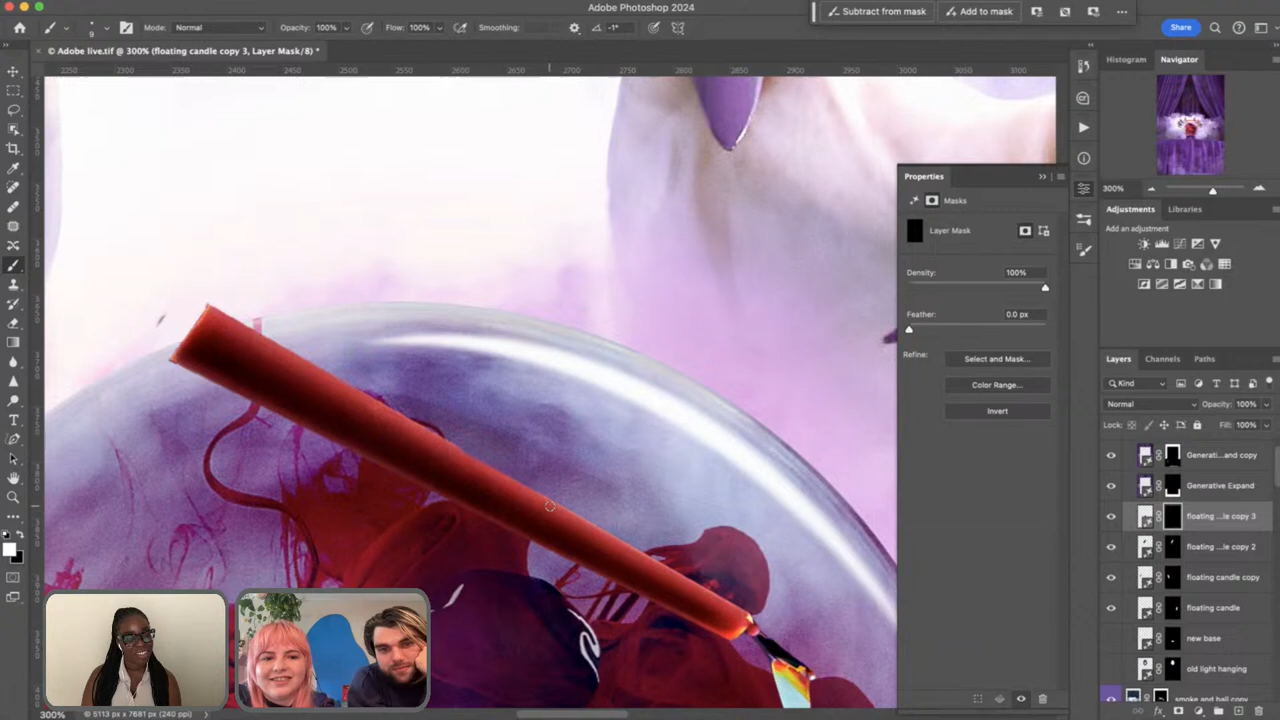 Adobe Photoshop 2024
Subtract from mask
Add to mask
Mode: Normal
Opacity: 100%
Flow: 100%
Smoothing:
-1°
Share
9
× © Adobe live.tif @ 300% (floating candle copy 3, Layer Mask/8) *
2250 2300 2350 2400 2450 2500 2550 2600 2650 2700 2750 2800 2850 2900 2950 3000 3050 3100
Histogram
Navigator
300%
Properties
Masks
Layer Mask
Density: 100%
Feather: 0.0 px
Refine:
Select and Mask...
Color Range...
Invert
Adjustments
Libraries
Add an adjustment
Layers
Channels
Paths
Kind
Normal
Opacity: 100%
Lock:
Fill: 100%
Generati...and copy
Generative Expand
floating ...le copy 3
floating ...le copy 2
floating candle copy
floating candle
new base
old light hanging
smoke and ball copy
300%
5113 px x 7681 px (240 ppi)